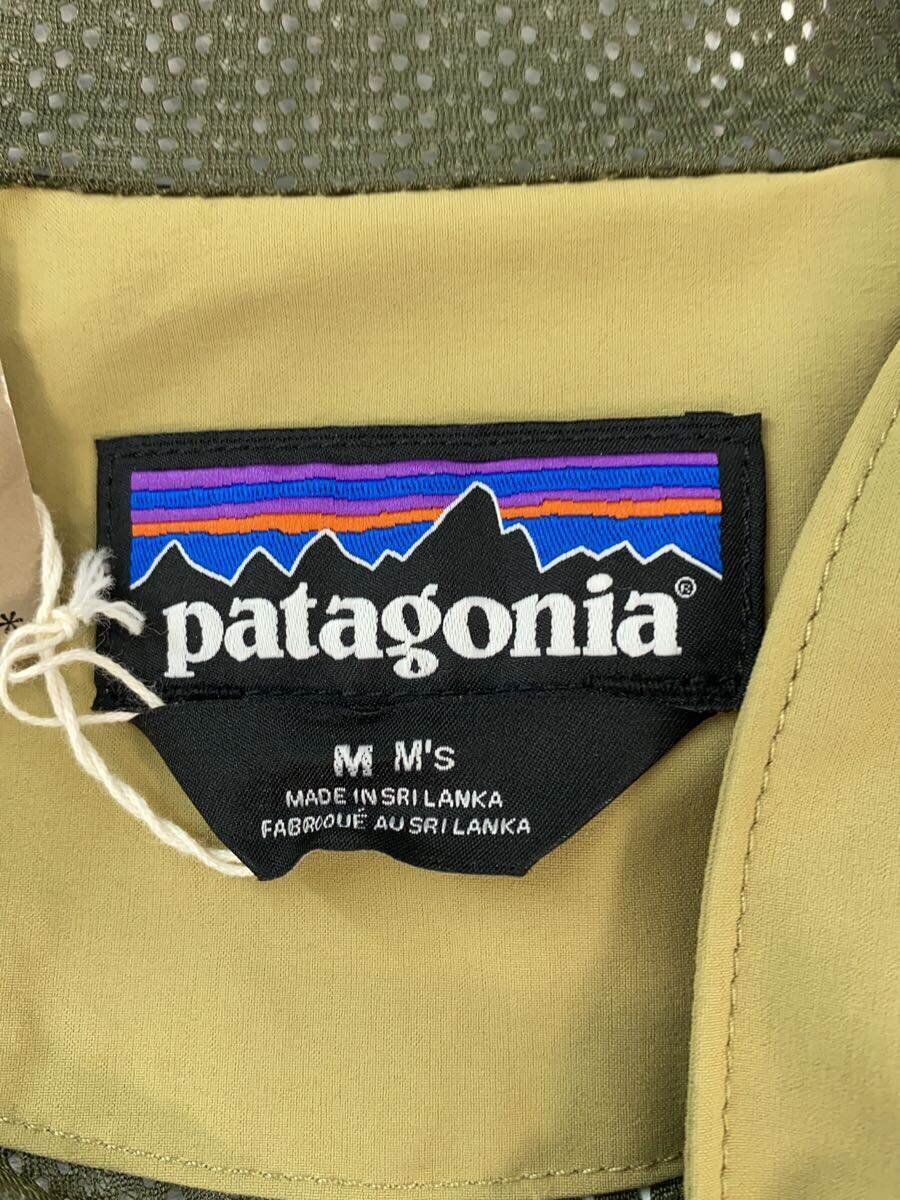 patagonia®
M M's
MADE IN SRI LANKA
FABRIQUÉ AU SRI LANKA
*